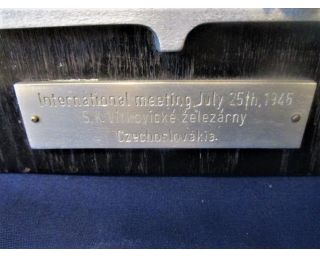 International meeting July 25th, 1946
S.K. Vítkovické železárny
Czechoslovakia.